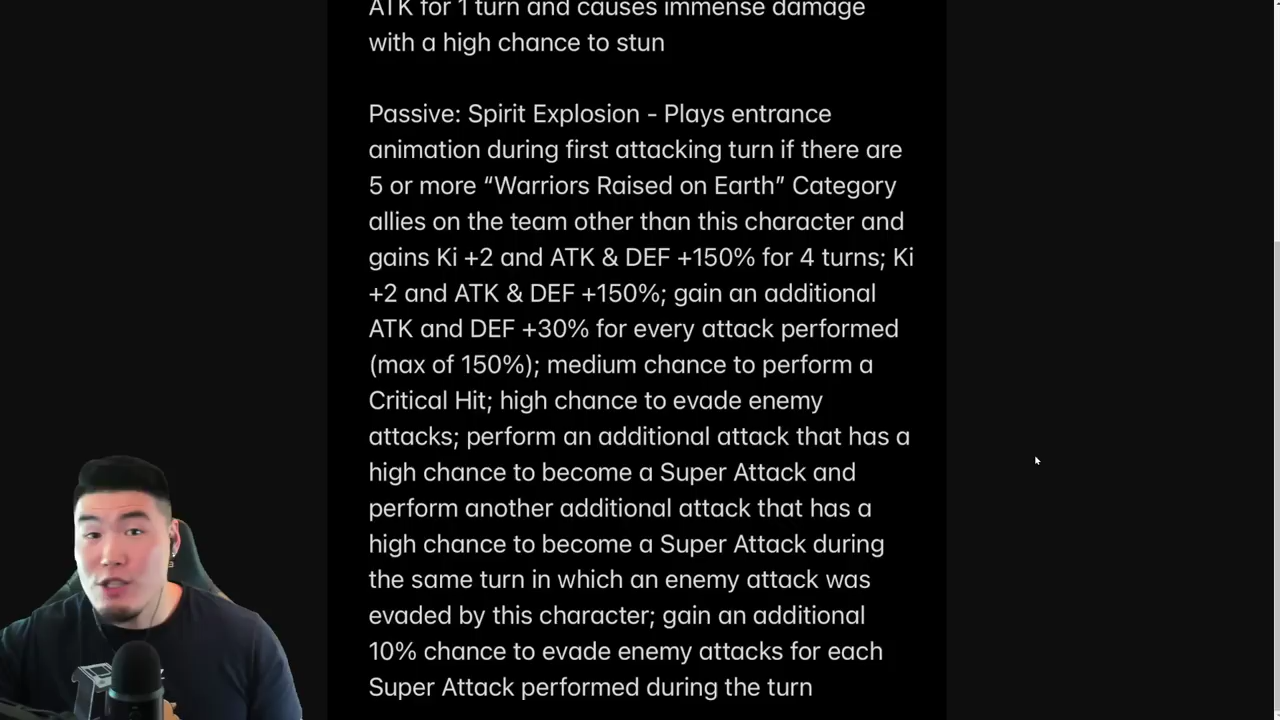 ATK for 1 turn and causes immense damage
with a high chance to stun
Passive: Spirit Explosion - Plays entrance
animation during first attacking turn if there are
5 or more “Warriors Raised on Earth” Category
allies on the team other than this character and
gains Ki +2 and ATK & DEF +150% for 4 turns; Ki
+2 and ATK & DEF +150%; gain an additional
ATK and DEF +30% for every attack performed
(max of 150%); medium chance to perform a
Critical Hit; high chance to evade enemy
attacks; perform an additional attack that has a
high chance to become a Super Attack and
perform another additional attack that has a
high chance to become a Super Attack during
the same turn in which an enemy attack was
evaded by this character; gain an additional
10% chance to evade enemy attacks for each
Super Attack performed during the turn